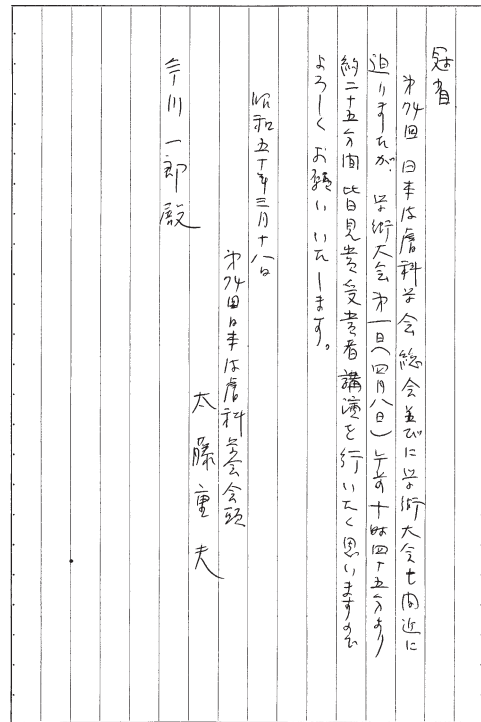 冠省
第74回 日本皮膚科学会総会並びに学術大会も間近に
迫りましたが、学術大会第一日(四月八日)午前十時四十五分より
約二十五分間皆見賞受賞者講演を行いたく思いますので
よろしくお願いいたします。
昭和五十年三月十八日
第74回日本皮膚科学会会頭
太藤重夫
今川一郎殿